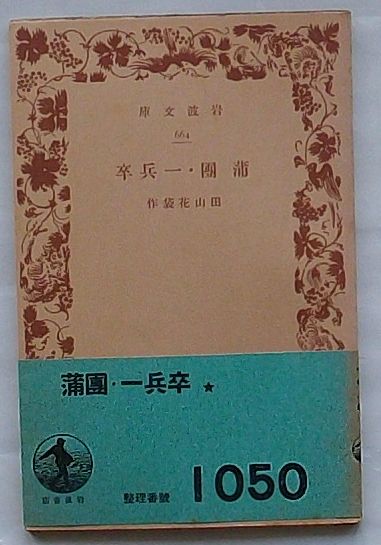 岩波文庫
664
蒲團・一兵卒
田山花袋作
蒲團・一兵卒 ★
岩波書店
整理番號 1050